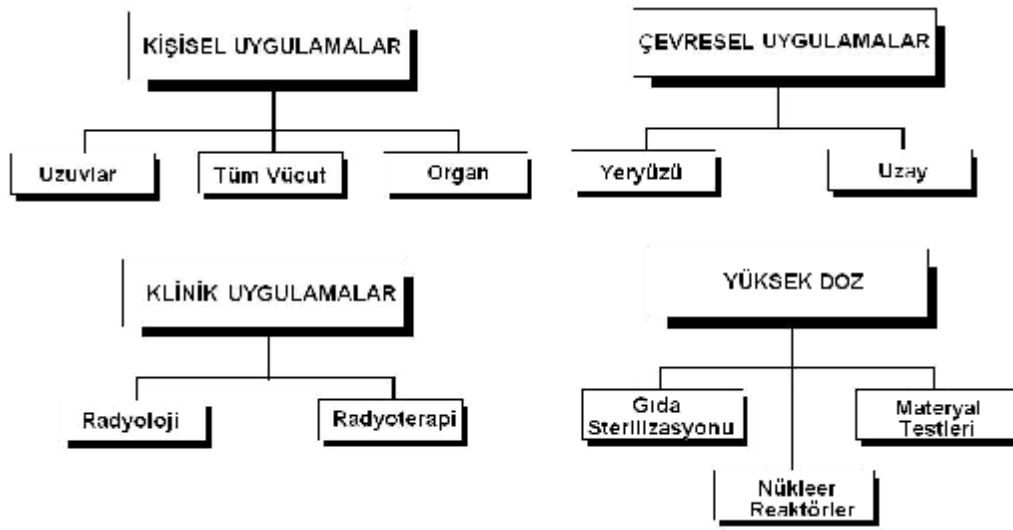 KİŞİSEL UYGULAMALAR
Uzuvlar
Tüm Vücut
Organ
ÇEVRESEL UYGULAMALAR
Yeryüzü
Uzay
KLİNİK UYGULAMALAR
Radyoloji
Radyoterapi
YÜKSEK DOZ
Gıda
Sterilizasyonu
Nükleer
Reaktörler
Materyal
Testleri